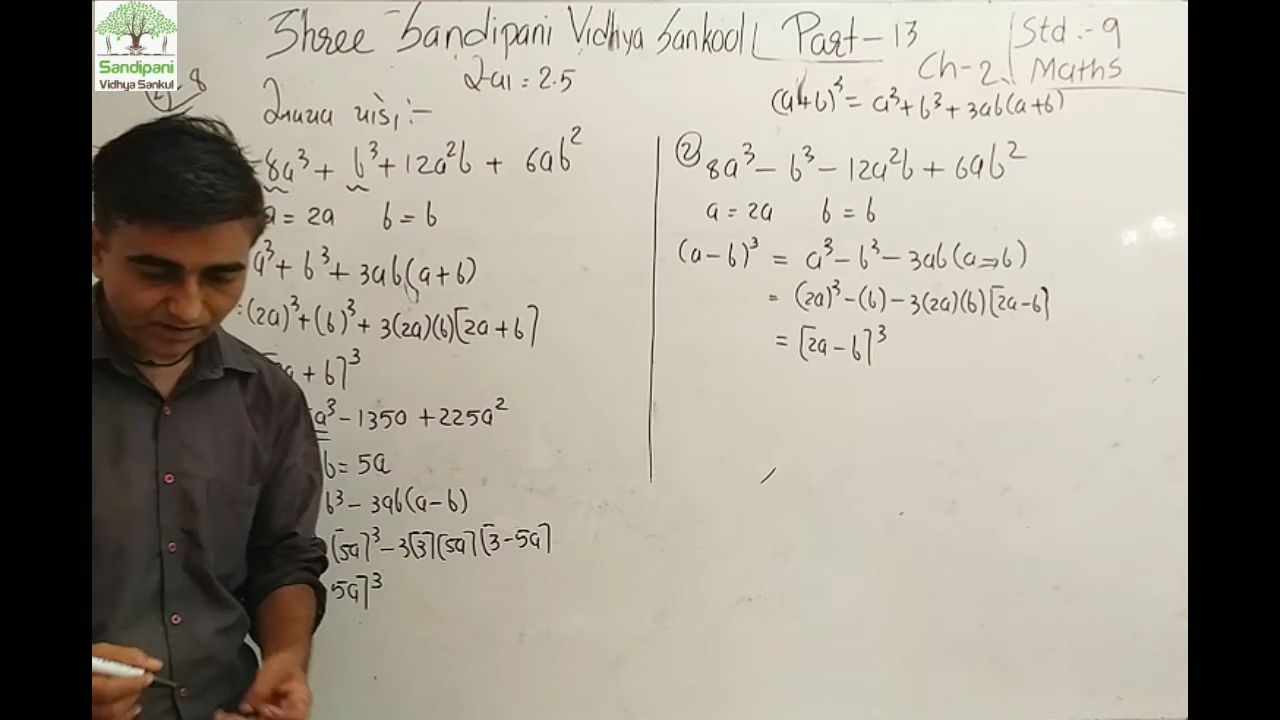 Sandipani
Vidhya Sankul
Shree Sandipani Vidhya Sankool Part-13
Std :- 9
Ch-2. Maths
2.5
(a+b)³ = a³+b³+3ab(a+b)
8
8a³ + b³ + 12a²b + 6ab²
a = 2a b = b
a³ + b³ + 3ab(a+b)
(2a)³+(b)³+3(2a)(b)[2a+b]
+ b]³
a³ - 1350 + 225a²
b = 5a
b³ - 3ab(a-b)
[5a]³-3[3][5a][3-5a]
5a]³
② 8a³ - b³ - 12a²b + 6ab²
a = 2a b = b
(a-b)³ = a³-b³-3ab(a-b)
= (2a)³-(b)-3(2a)(b)[2a-b]
= [2a-b]³